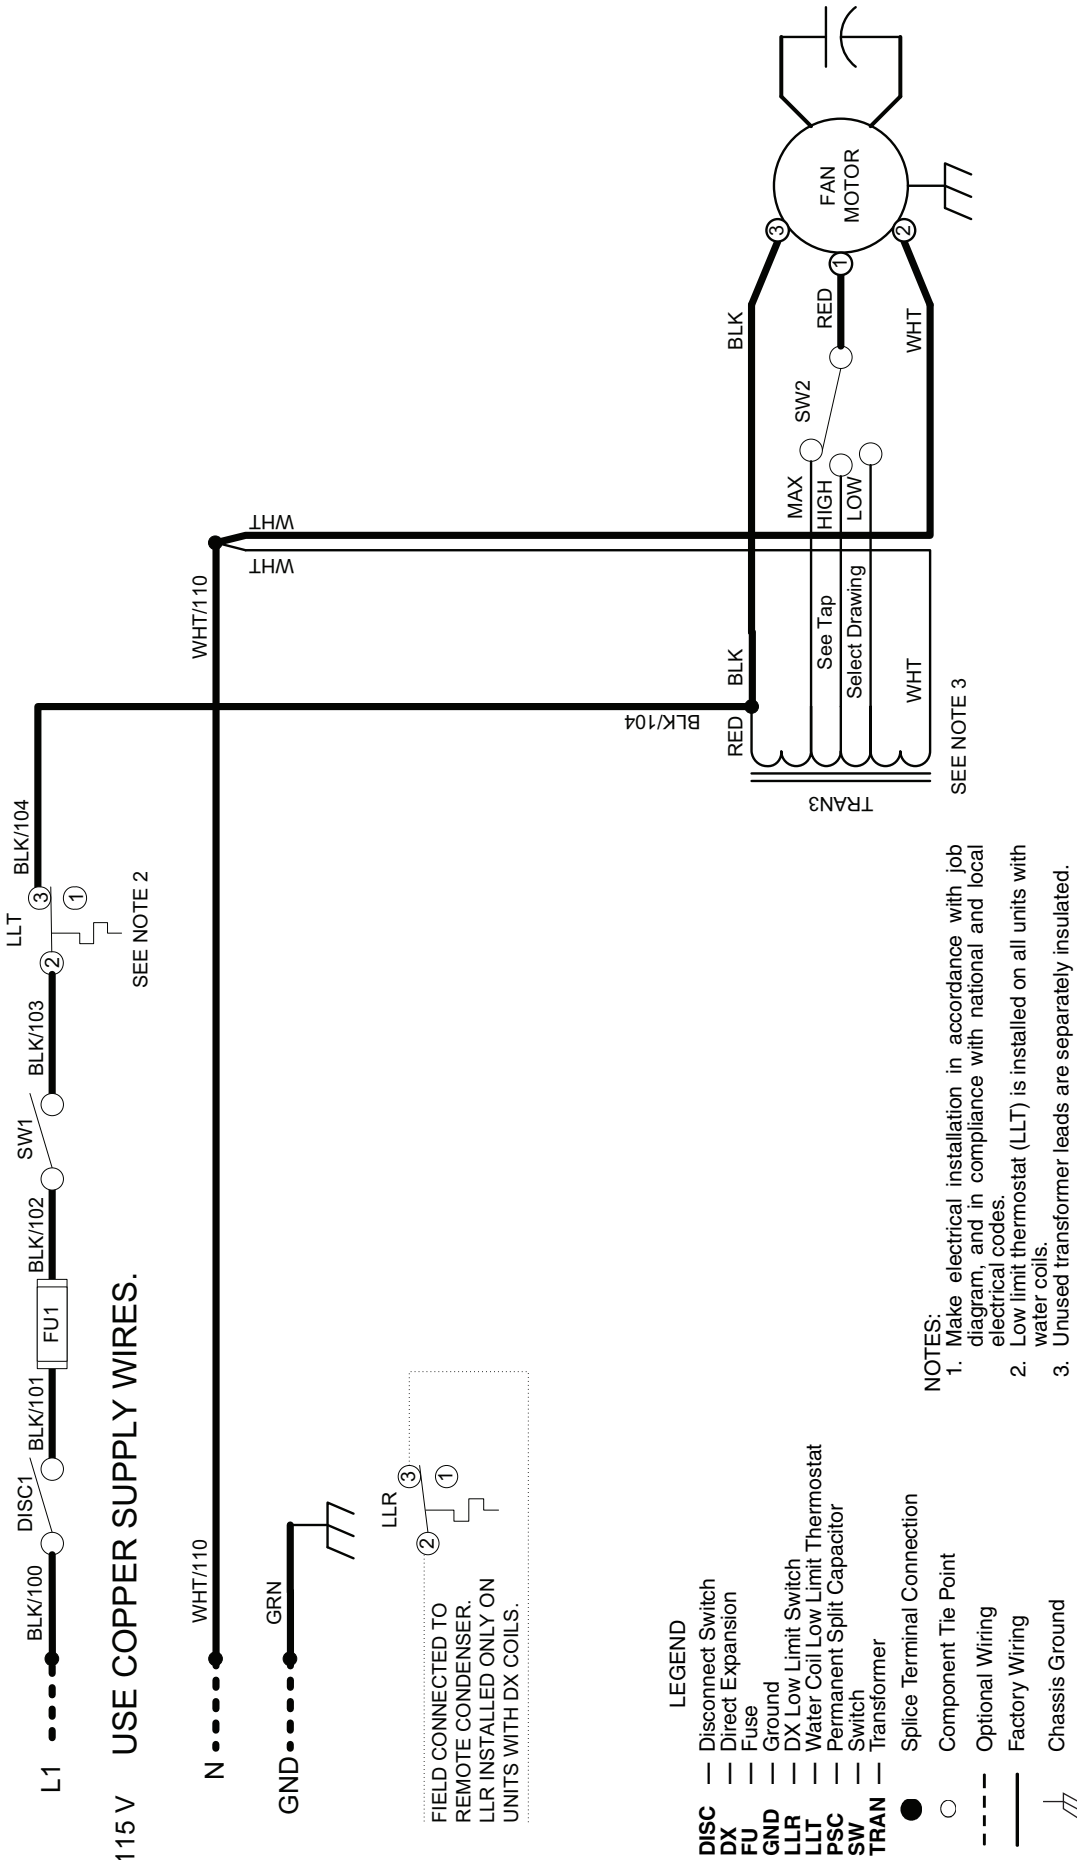 115 V    USE COPPER SUPPLY WIRES.
L1
BLK/100
DISC1
BLK/101
FU1
BLK/102
SW1
BLK/103
LLT
2
3
1
SEE NOTE 2
BLK/104
N
WHT/110
WHT/110
WHT
WHT
GND
GRN
FIELD CONNECTED TO
REMOTE CONDENSER.
LLR INSTALLED ONLY ON
UNITS WITH DX COILS.
LLR
2
3
1
BLK/104
RED
BLK
BLK
TRAN3
MAX
HIGH
LOW
See Tap
Select Drawing
WHT
SW2
RED
WHT
3
1
2
FAN
MOTOR
SEE NOTE 3
LEGEND
DISC — Disconnect Switch
DX — Direct Expansion
FU — Fuse
GND — Ground
LLR — DX Low Limit Switch
LLT — Water Coil Low Limit Thermostat
PSC — Permanent Split Capacitor
SW — Switch
TRAN — Transformer
Splice Terminal Connection
Component Tie Point
Optional Wiring
Factory Wiring
Chassis Ground
NOTES:
1. Make electrical installation in accordance with job
diagram, and in compliance with national and local
electrical codes.
2. Low limit thermostat (LLT) is installed on all units with
water coils.
3. Unused transformer leads are separately insulated.